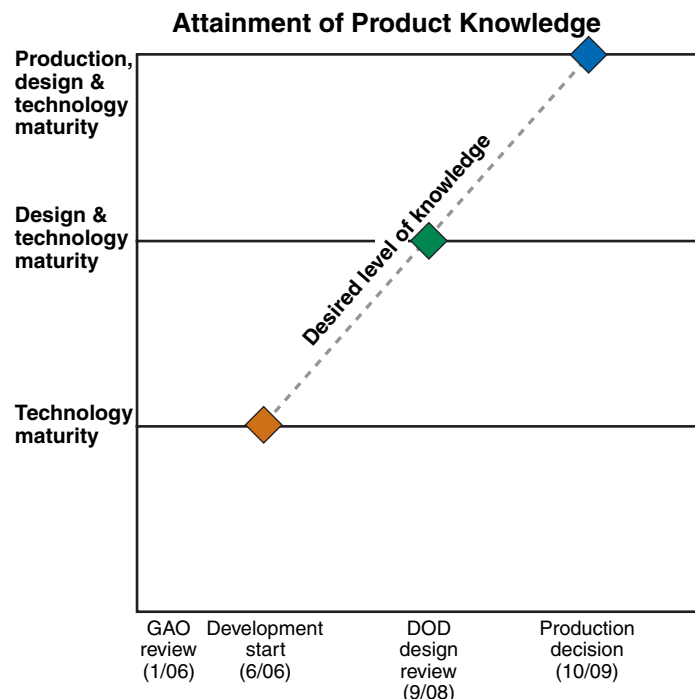 Attainment of Product Knowledge
Production,
design &
technology
maturity
Design &
technology
maturity
Technology
maturity
Desired level of knowledge
GAO
review
(1/06)
Development
start
(6/06)
DOD
design
review
(9/08)
Production
decision
(10/09)